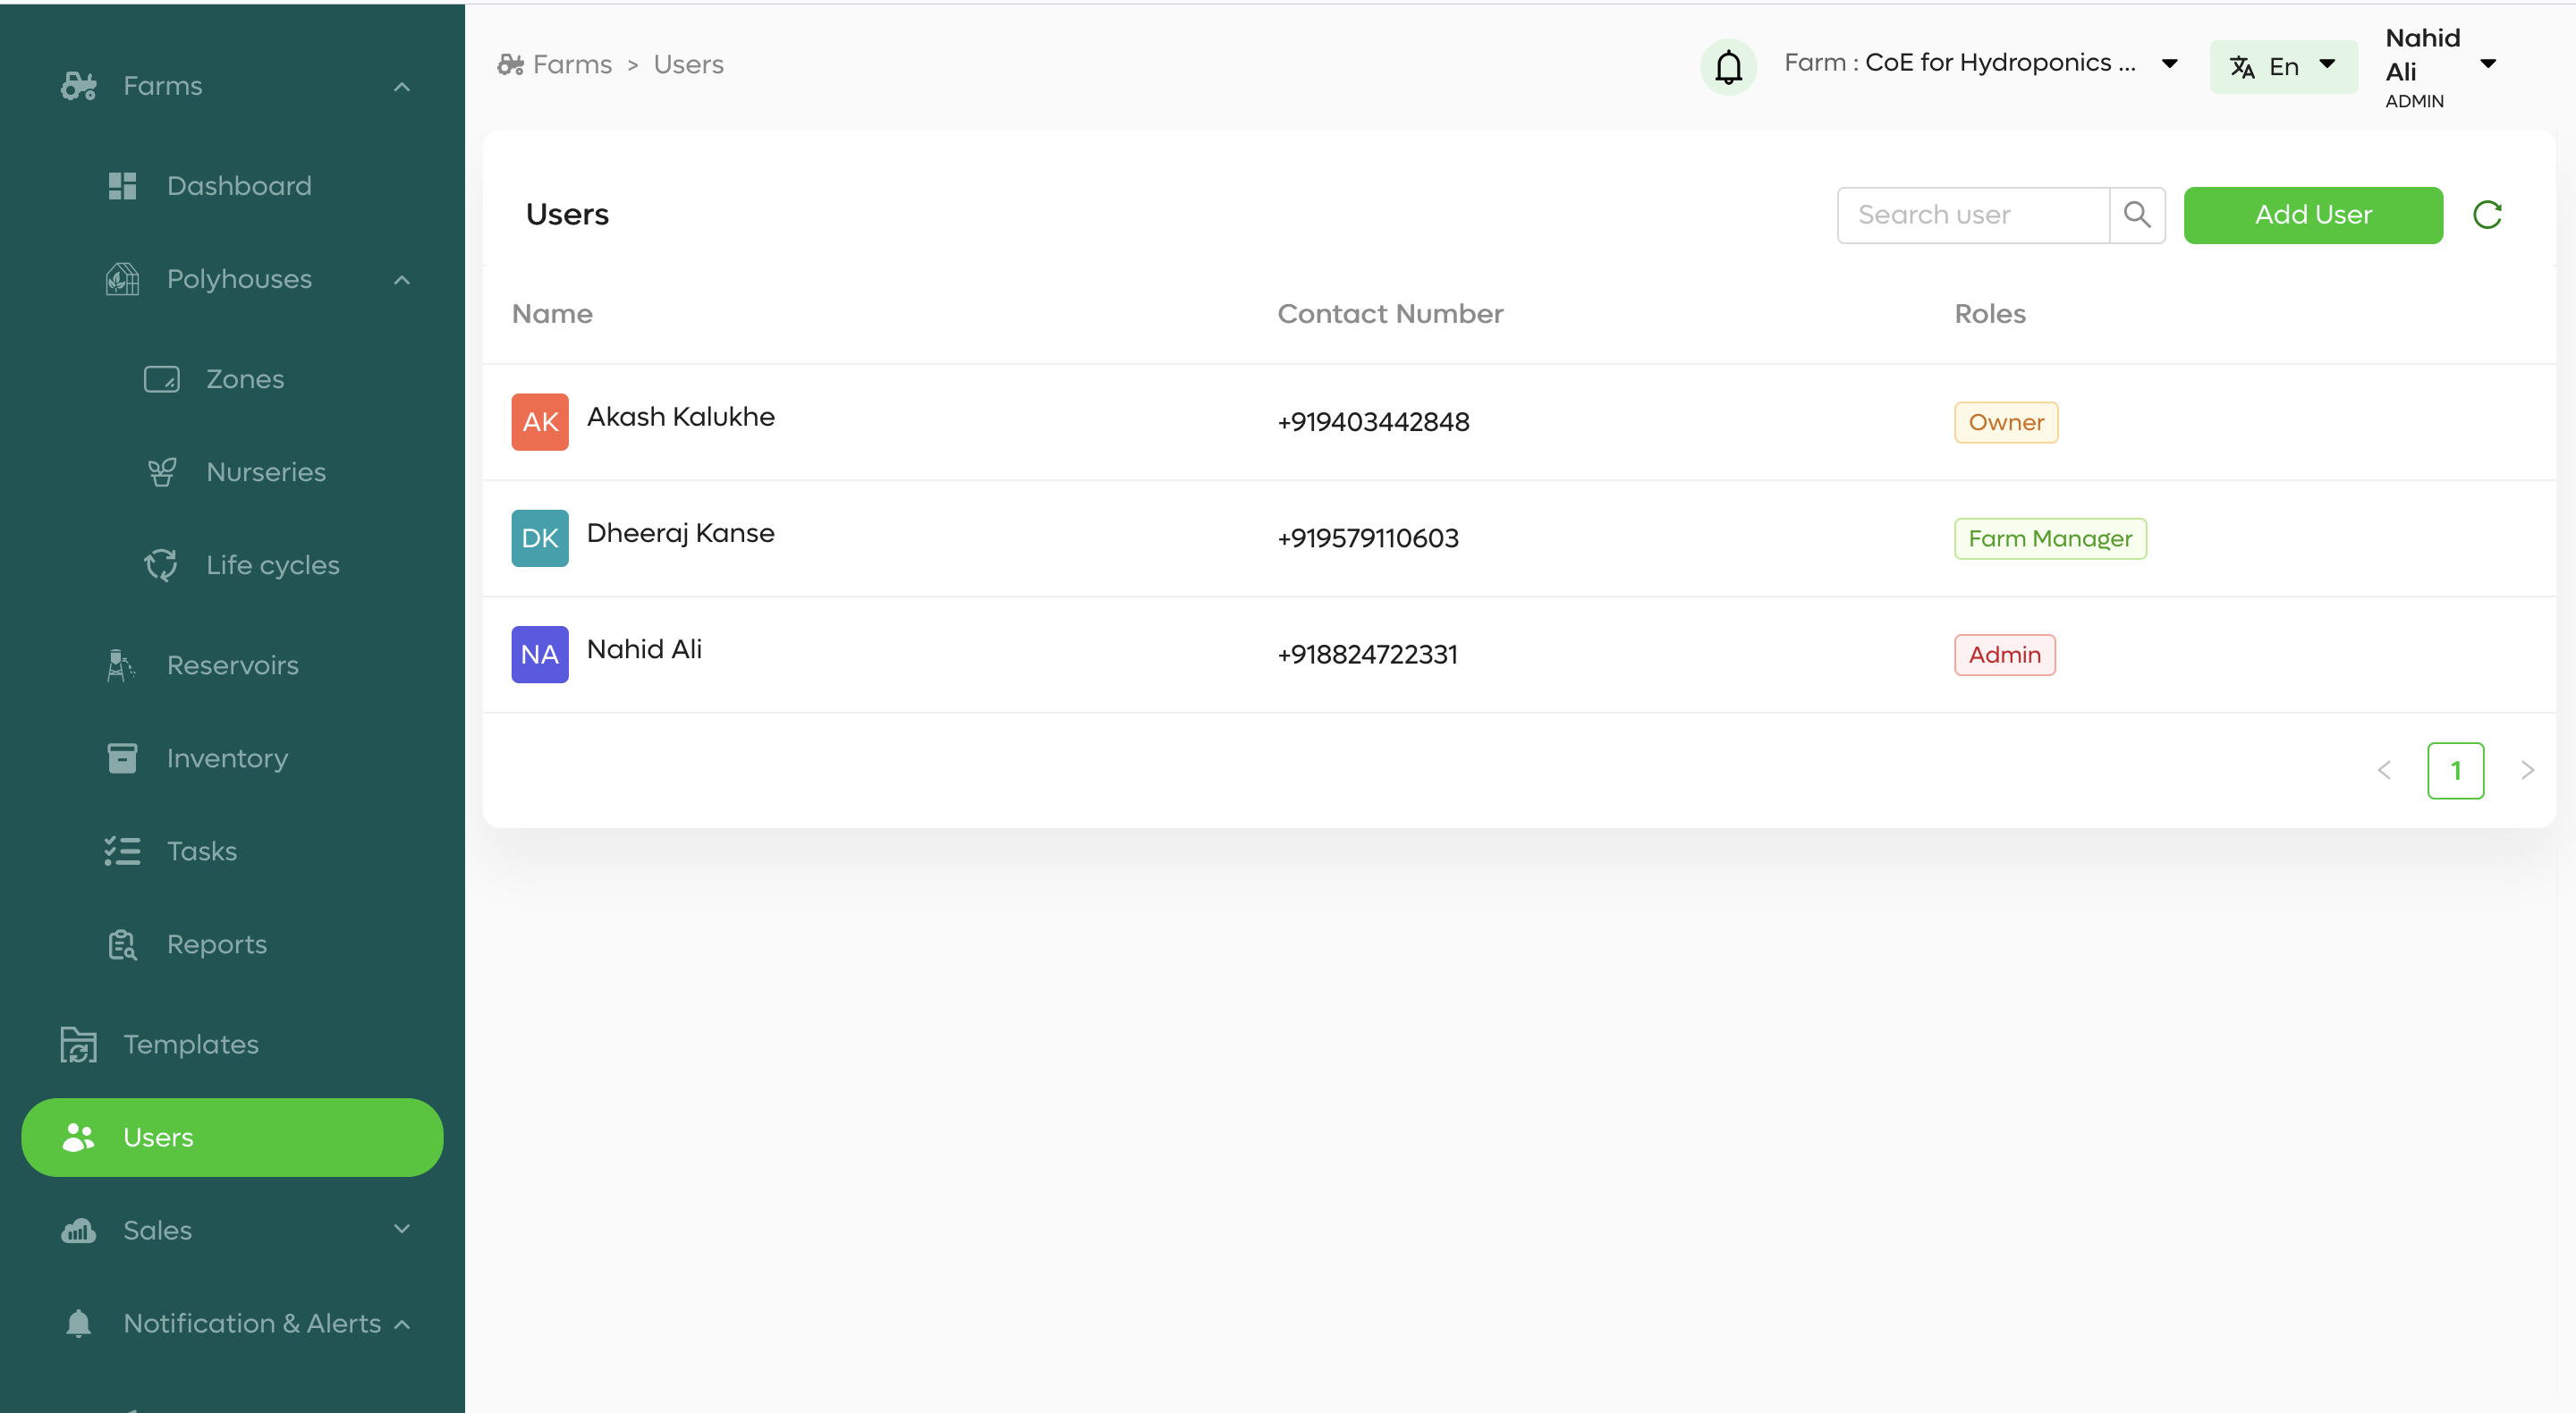 Farms
Dashboard
Polyhouses
Zones
Nurseries
Life cycles
Reservoirs
Inventory
Tasks
Reports
Templates
Users
Sales
Notification & Alerts
Farms > Users
Farm : CoE for Hydroponics ...
En
Nahid
Ali
ADMIN
Users
Search user
Add User
Name Contact Number Roles
AK Akash Kalukhe +919403442848 Owner
DK Dheeraj Kanse +919579110603 Farm Manager
NA Nahid Ali +918824722331 Admin
< 1 >